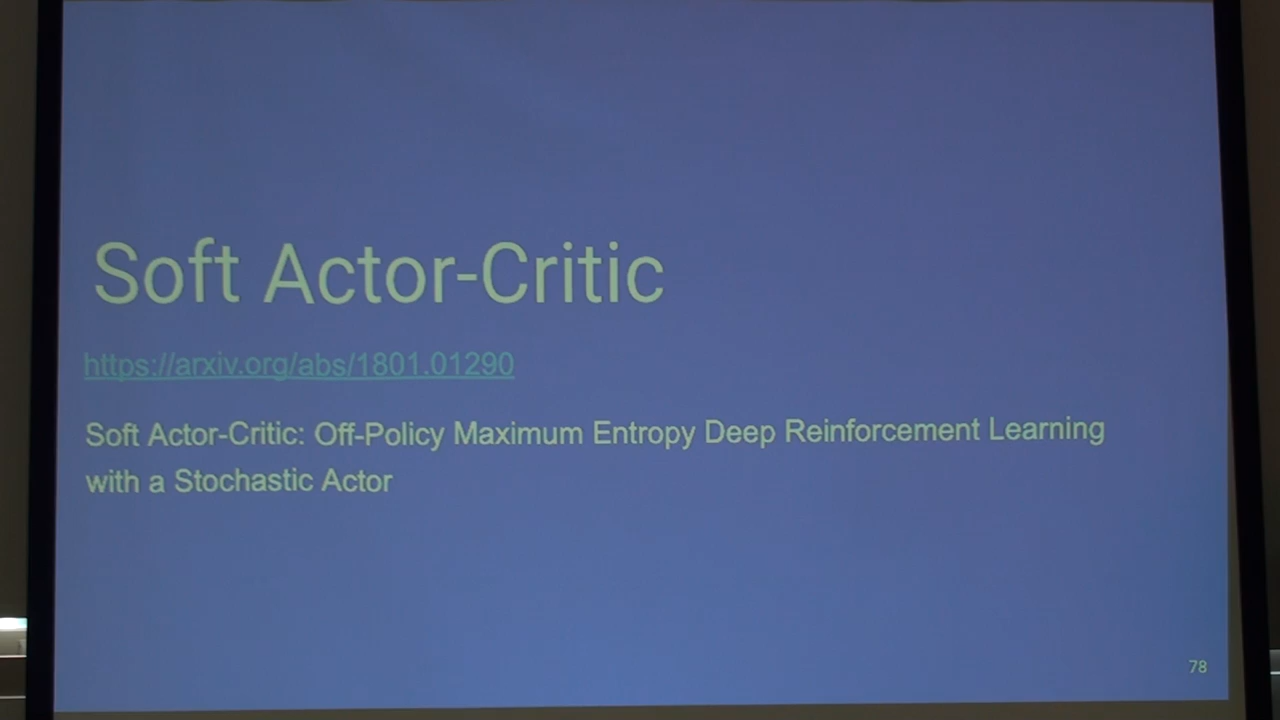 Soft Actor-Critic
https://arxiv.org/abs/1801.01290
Soft Actor-Critic: Off-Policy Maximum Entropy Deep Reinforcement Learning
with a Stochastic Actor
78